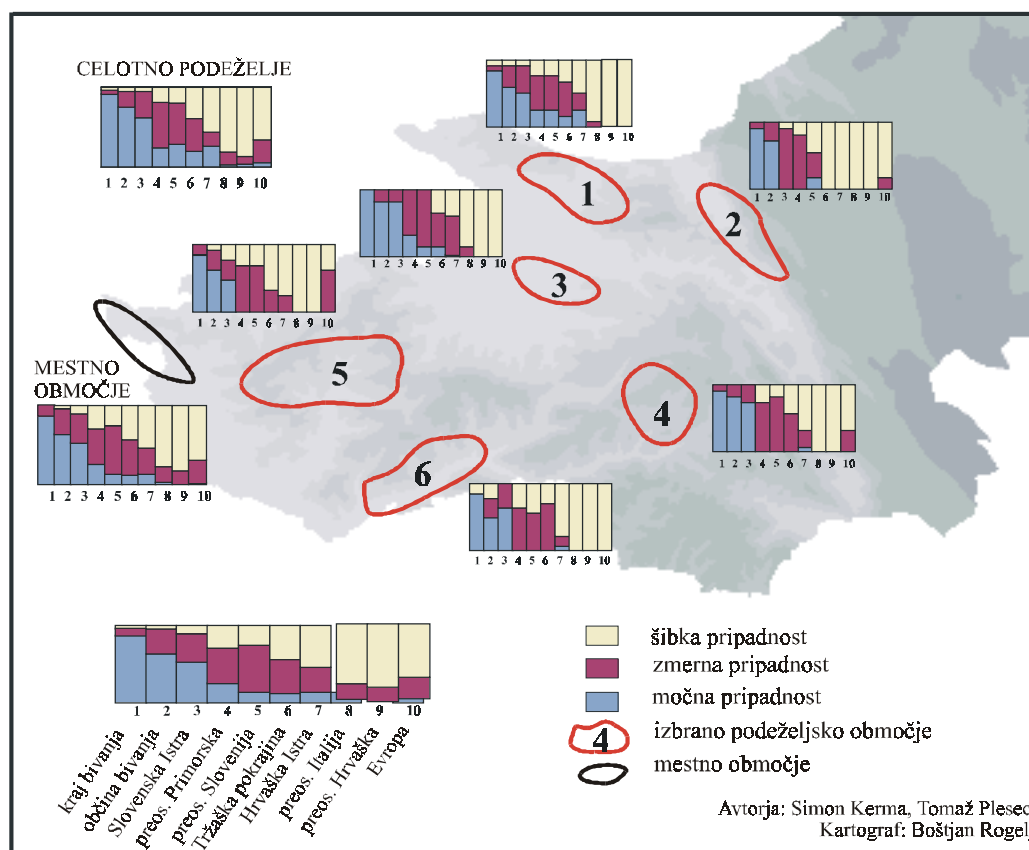 CELOTNO PODEŽELJE
1 2 3 4 5 6 7 8 9 10
1 2 3 4 5 6 7 8 9 10
1 2 3 4 5 6 7 8 9 10
1 2 3 4 5 6 7 8 9 10
1 2 3 4 5 6 7 8 9 10
1
2
3
MESTNO
OBMOČJE
1 2 3 4 5 6 7 8 9 10
5
4
1 2 3 4 5 6 7 8 9 10
6
1 2 3 4 5 6 7 8 9 10
1 2 3 4 5 6 7 8 9 10
kraj bivanja
občina bivanja
Slovenska Istra
preos. Primorska
preos. Slovenija
Tržaška pokrajina
Hrvaška Istra
preos. Italija
preos. Hrvaška
Evropa
šibka pripadnost
zmerna pripadnost
močna pripadnost
4 izbrano podeželjsko območje
mestno območje
Avtorja: Simon Kerma, Tomaž Plesec
Kartograf: Boštjan Rogelj